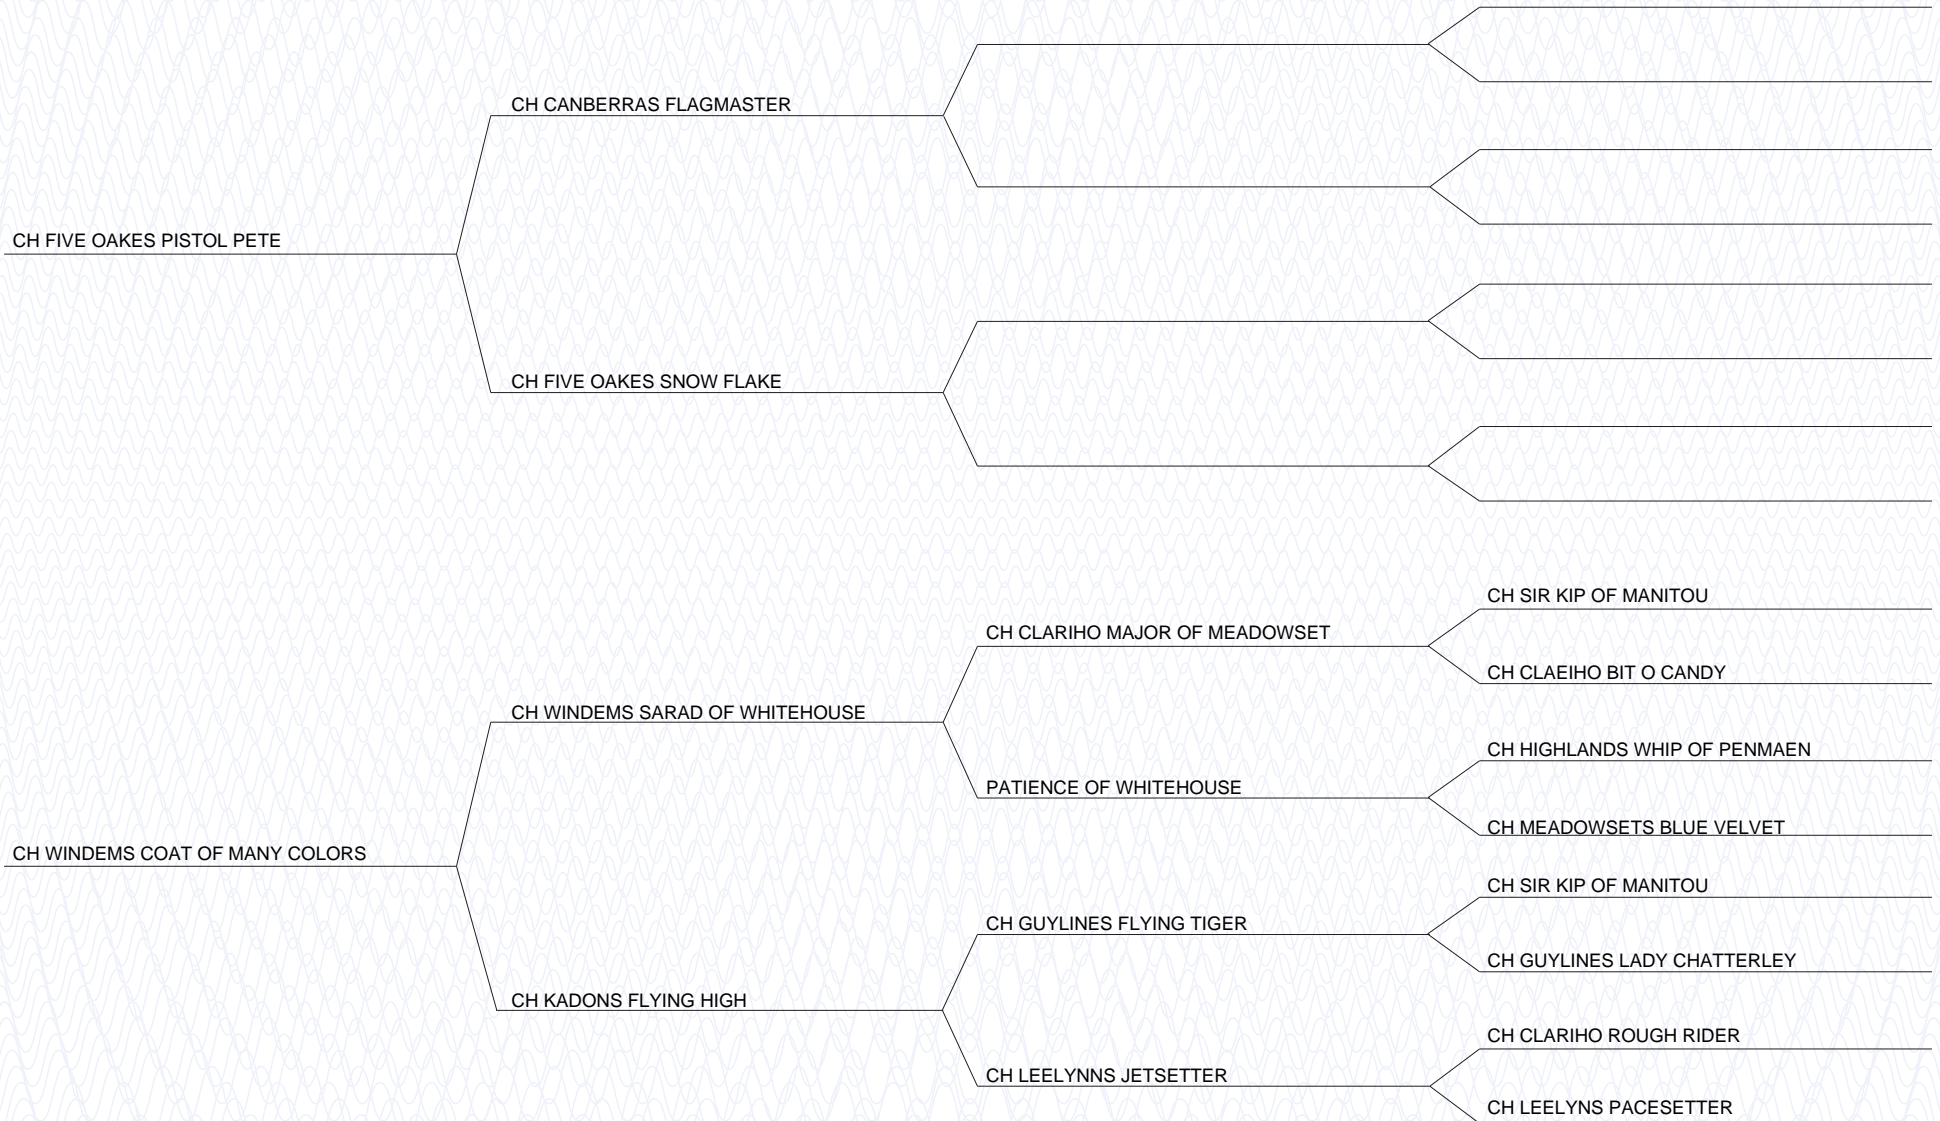 CH CANBERRAS FLAGMASTER
CH FIVE OAKES PISTOL PETE
CH FIVE OAKES SNOW FLAKE
CH SIR KIP OF MANITOU
CH CLARIHO MAJOR OF MEADOWSET
CH CLAEIHO BIT O CANDY
CH WINDEMS SARAD OF WHITEHOUSE
CH HIGHLANDS WHIP OF PENMAEN
PATIENCE OF WHITEHOUSE
CH MEADOWSETS BLUE VELVET
CH WINDEMS COAT OF MANY COLORS
CH SIR KIP OF MANITOU
CH GUYLINES FLYING TIGER
CH GUYLINES LADY CHATTERLEY
CH KADONS FLYING HIGH
CH CLARIHO ROUGH RIDER
CH LEELYNNS JETSETTER
CH LEELYNS PACESETTER